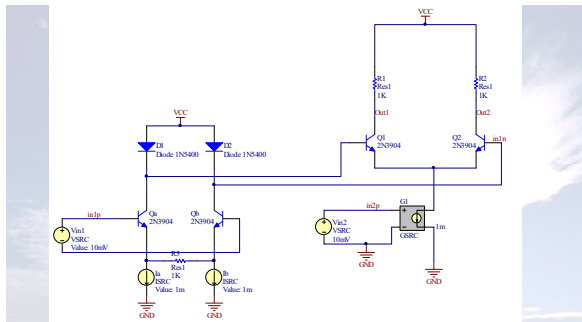 VCC
R1
Res1
1K
R2
Res1
1K
Out1
Out2
VCC
D1
Diode 1N5400
D2
Diode 1N5400
Q1
2N3904
Q2
2N3904
in1n
in1p
Qa
2N3904
Qb
2N3904
in2p
G1
GSRC
1m
Vin1
VSRC
Value: 10mV
Vin2
VSRC
10mV
R3
Res1
1K
Ia
ISRC
Value: 1m
Ib
ISRC
Value: 1m
GND
GND
GND
GND